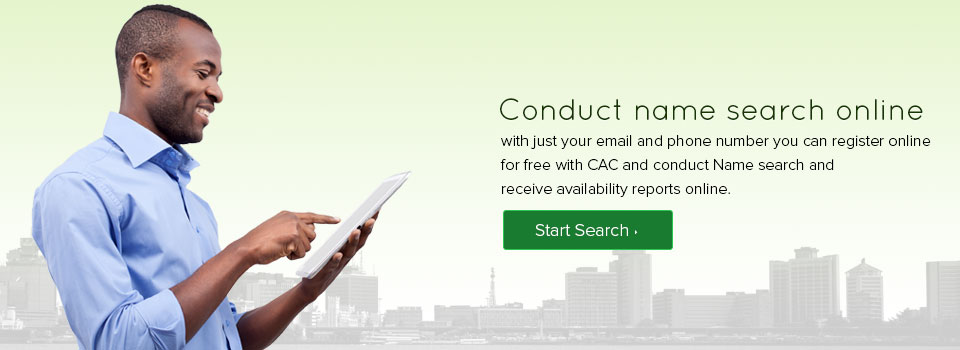 Conduct name search online
with just your email and phone number you can register online
for free with CAC and conduct Name search and
receive availability reports online.
Start Search